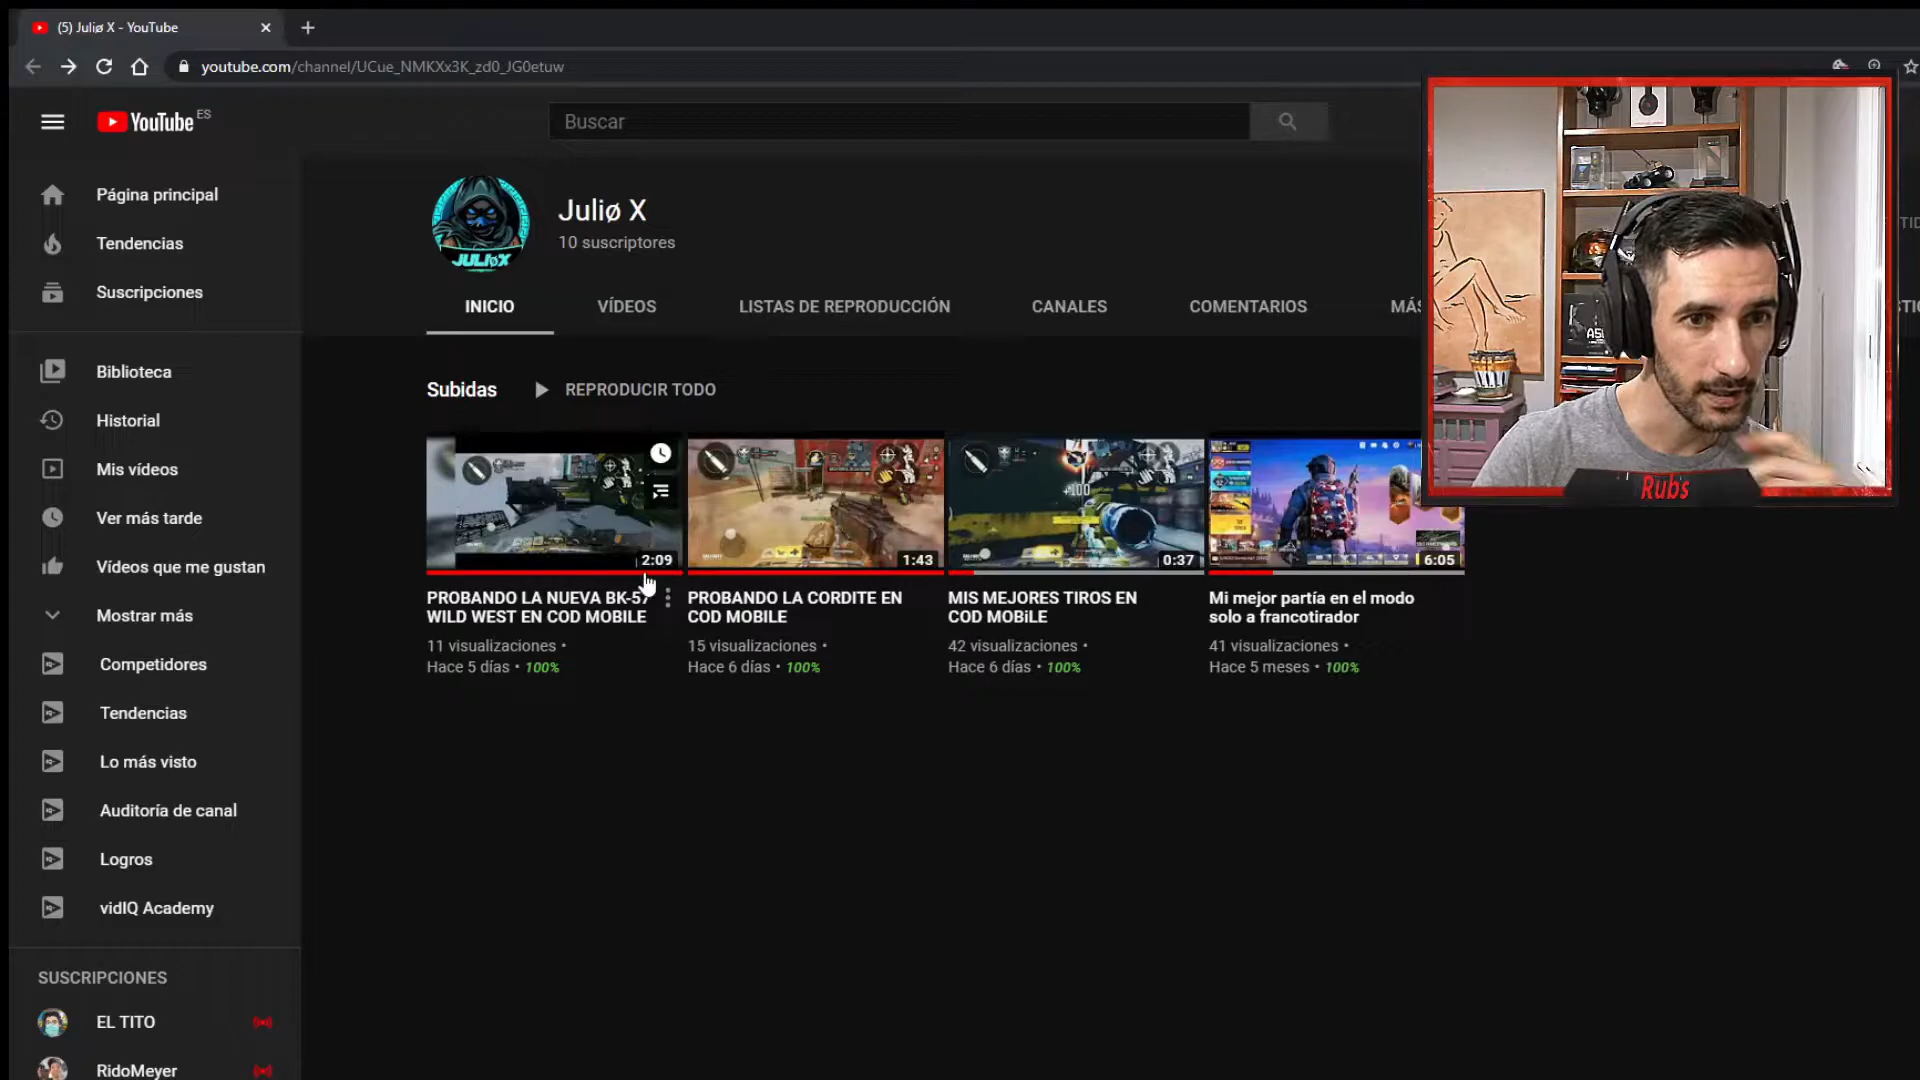 (5) Juliø X - YouTube
youtube.com/channel/UCue_NMKXx3K_zd0_JG0etuw
YouTube ES
Buscar
Página principal
Tendencias
Suscripciones
Biblioteca
Historial
Mis vídeos
Ver más tarde
Vídeos que me gustan
Mostrar más
Competidores
Tendencias
Lo más visto
Auditoría de canal
Logros
vidIQ Academy
SUSCRIPCIONES
EL TITO
RidoMeyer
JULIØX
Juliø X
10 suscriptores
INICIO
VÍDEOS
LISTAS DE REPRODUCCIÓN
CANALES
COMENTARIOS
MÁS
Subidas
REPRODUCIR TODO
2:09
PROBANDO LA NUEVA BK-57
WILD WEST EN COD MOBILE
11 visualizaciones •
Hace 5 días • 100%
1:43
PROBANDO LA CORDITE EN
COD MOBILE
15 visualizaciones •
Hace 6 días • 100%
+100
0:37
MIS MEJORES TIROS EN
COD MOBiLE
42 visualizaciones •
Hace 6 días • 100%
6:05
Mi mejor partía en el modo
solo a francotirador
41 visualizaciones •
Hace 5 meses • 100%
Rubs